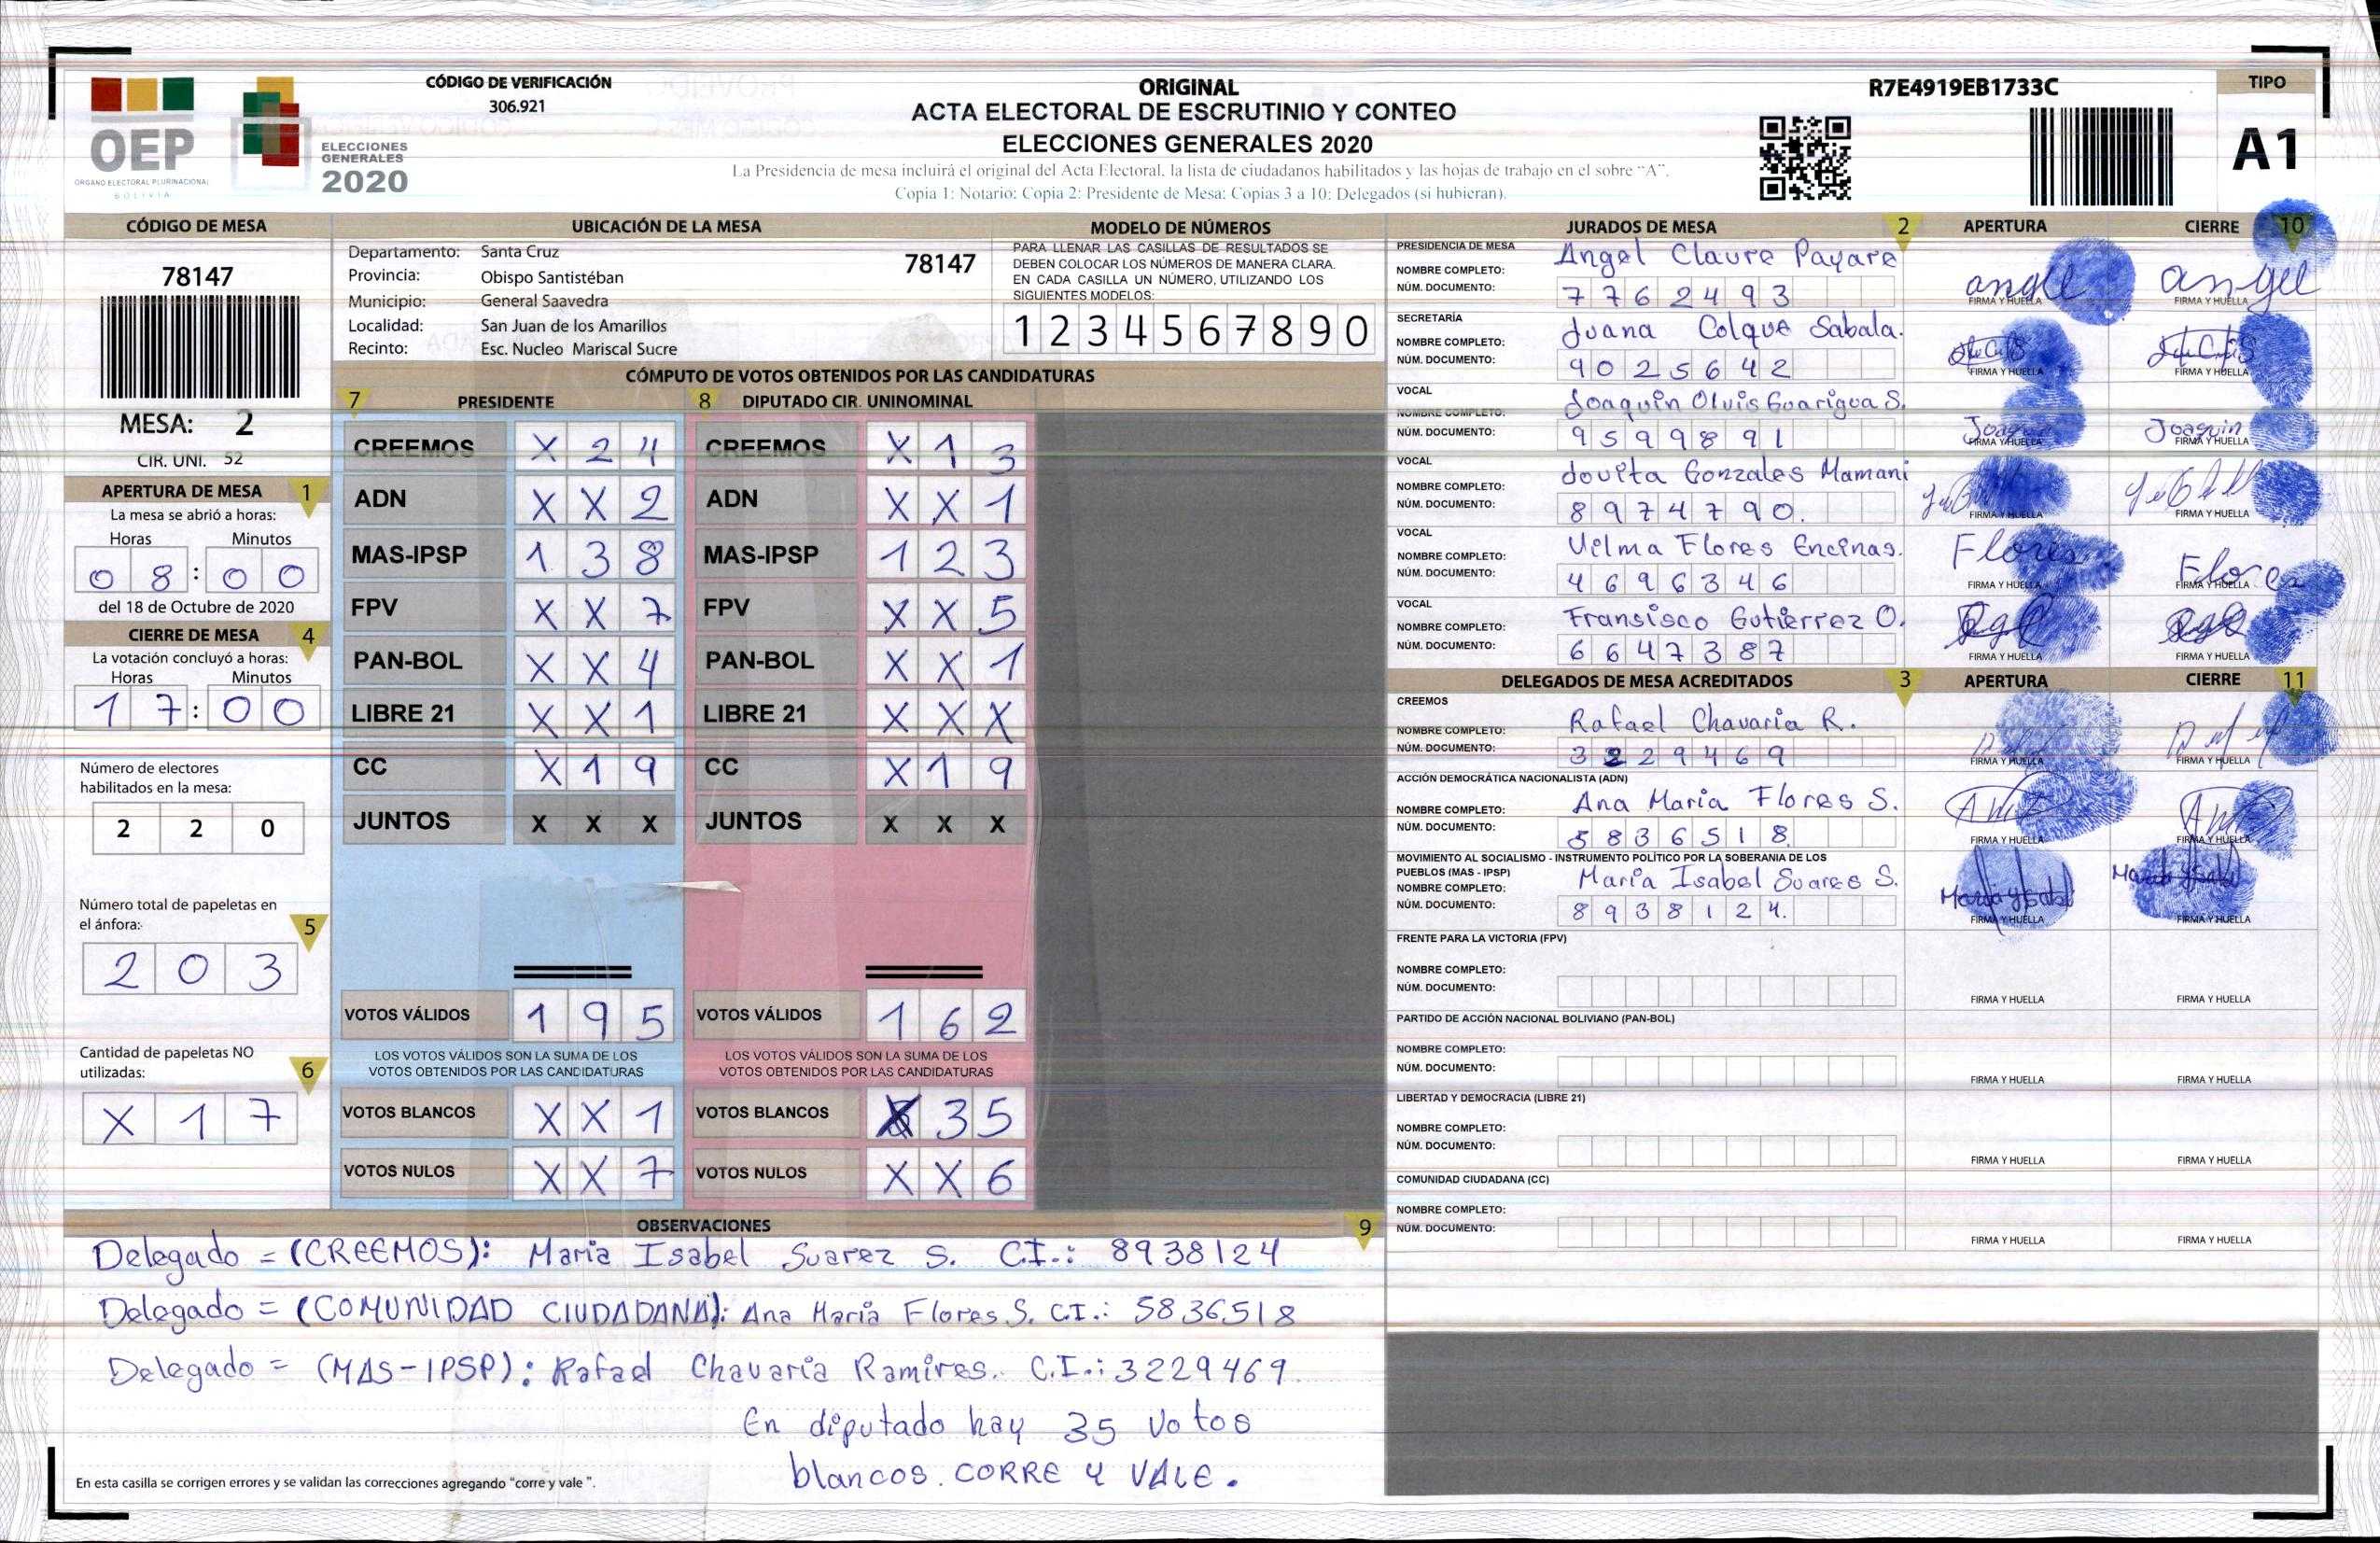 OEP
ÓRGANO ELECTORAL PLURINACIONAL
BOLIVIA
ELECCIONES
GENERALES
2020
CÓDIGO DE VERIFICACIÓN
306.921
ORIGINAL
ACTA ELECTORAL DE ESCRUTINIO Y CONTEO
ELECCIONES GENERALES 2020
La Presidencia de mesa incluirá el original del Acta Electoral, la lista de ciudadanos habilitados y las hojas de trabajo en el sobre “A”.
Copia 1: Notario: Copia 2: Presidente de Mesa: Copias 3 a 10: Delegados (si hubieran).
R7E4919EB1733C
TIPO
A1
CÓDIGO DE MESA
78147
MESA: 2
CIR. UNI. 52
APERTURA DE MESA 1
La mesa se abrió a horas:
Horas Minutos
0 8 : 0 0
del 18 de Octubre de 2020
CIERRE DE MESA 4
La votación concluyó a horas:
Horas Minutos
1 7 : 0 0
Número de electores
habilitados en la mesa:
2 2 0
Número total de papeletas en
el ánfora: 5
2 0 3
Cantidad de papeletas NO
utilizadas: 6
X 1 7
UBICACIÓN DE LA MESA
Departamento: Santa Cruz
78147
Provincia: Obispo Santistéban
Municipio: General Saavedra
Localidad: San Juan de los Amarillos
Recinto: Esc. Nucleo Mariscal Sucre
MODELO DE NÚMEROS
PARA LLENAR LAS CASILLAS DE RESULTADOS SE
DEBEN COLOCAR LOS NÚMEROS DE MANERA CLARA.
EN CADA CASILLA UN NÚMERO, UTILIZANDO LOS
SIGUIENTES MODELOS:
1 2 3 4 5 6 7 8 9 0
CÓMPUTO DE VOTOS OBTENIDOS POR LAS CANDIDATURAS
7 PRESIDENTE 8 DIPUTADO CIR. UNINOMINAL
CREEMOS X 2 4 CREEMOS X 1 3
ADN X X 2 ADN X X 1
MAS-IPSP 1 3 8 MAS-IPSP 1 2 3
FPV X X 7 FPV X X 5
PAN-BOL X X 4 PAN-BOL X X 1
LIBRE 21 X X 1 LIBRE 21 X X X
CC X 1 9 CC X 1 9
JUNTOS X X X JUNTOS X X X
VOTOS VÁLIDOS 1 9 5 VOTOS VÁLIDOS 1 6 2
LOS VOTOS VÁLIDOS SON LA SUMA DE LOS LOS VOTOS VÁLIDOS SON LA SUMA DE LOS
VOTOS OBTENIDOS POR LAS CANDIDATURAS VOTOS OBTENIDOS POR LAS CANDIDATURAS
VOTOS BLANCOS X X 1 VOTOS BLANCOS X 3 5
VOTOS NULOS X X 7 VOTOS NULOS X X 6
OBSERVACIONES 9
Delegado = (CREEMOS): Maria Isabel Suarez S. C.I.: 8938124
Delegado = (COMUNIDAD CIUDADANA): Ana Maria Flores S. C.I.: 5836518
Delegado = (MAS-IPSP): Rafael Chavaria Ramires. C.I.: 3229469.
En diputado hay 35 votos
blancos. CORRE Y VALE.
En esta casilla se corrigen errores y se validan las correcciones agregando "corre y vale ".
JURADOS DE MESA 2 APERTURA CIERRE 10
PRESIDENCIA DE MESA
NOMBRE COMPLETO: Angel Claure Payare
NÚM. DOCUMENTO: 7762493
angel FIRMA Y HUELLA angel FIRMA Y HUELLA
SECRETARÍA
NOMBRE COMPLETO: Juana Colque Sabala.
NÚM. DOCUMENTO: 9025642
FIRMA Y HUELLA FIRMA Y HUELLA
VOCAL
NOMBRE COMPLETO: Joaquin Oluis Guarigua S.
NÚM. DOCUMENTO: 9599891
Joaquin FIRMA Y HUELLA Joaquin FIRMA Y HUELLA
VOCAL
NOMBRE COMPLETO: Jovita Gonzales Mamani
NÚM. DOCUMENTO: 8974790.
FIRMA Y HUELLA FIRMA Y HUELLA
VOCAL
NOMBRE COMPLETO: Vilma Flores Encinas.
NÚM. DOCUMENTO: 4696346
Flores FIRMA Y HUELLA Flores FIRMA Y HUELLA
VOCAL
NOMBRE COMPLETO: Fransisco Gutierrez O.
NÚM. DOCUMENTO: 6647387
FIRMA Y HUELLA FIRMA Y HUELLA
DELEGADOS DE MESA ACREDITADOS 3 APERTURA CIERRE 11
CREEMOS
NOMBRE COMPLETO: Rafael Chavaria R.
NÚM. DOCUMENTO: 3229469
FIRMA Y HUELLA FIRMA Y HUELLA
ACCIÓN DEMOCRÁTICA NACIONALISTA (ADN)
NOMBRE COMPLETO: Ana Maria Flores S.
NÚM. DOCUMENTO: 5836518.
FIRMA Y HUELLA FIRMA Y HUELLA
MOVIMIENTO AL SOCIALISMO - INSTRUMENTO POLÍTICO POR LA SOBERANIA DE LOS
PUEBLOS (MAS - IPSP)
NOMBRE COMPLETO: Maria Isabel Suares S.
NÚM. DOCUMENTO: 8938124.
FIRMA Y HUELLA FIRMA Y HUELLA
FRENTE PARA LA VICTORIA (FPV)
NOMBRE COMPLETO:
NÚM. DOCUMENTO:
FIRMA Y HUELLA FIRMA Y HUELLA
PARTIDO DE ACCIÓN NACIONAL BOLIVIANO (PAN-BOL)
NOMBRE COMPLETO:
NÚM. DOCUMENTO:
FIRMA Y HUELLA FIRMA Y HUELLA
LIBERTAD Y DEMOCRACIA (LIBRE 21)
NOMBRE COMPLETO:
NÚM. DOCUMENTO:
FIRMA Y HUELLA FIRMA Y HUELLA
COMUNIDAD CIUDADANA (CC)
NOMBRE COMPLETO:
NÚM. DOCUMENTO:
FIRMA Y HUELLA FIRMA Y HUELLA